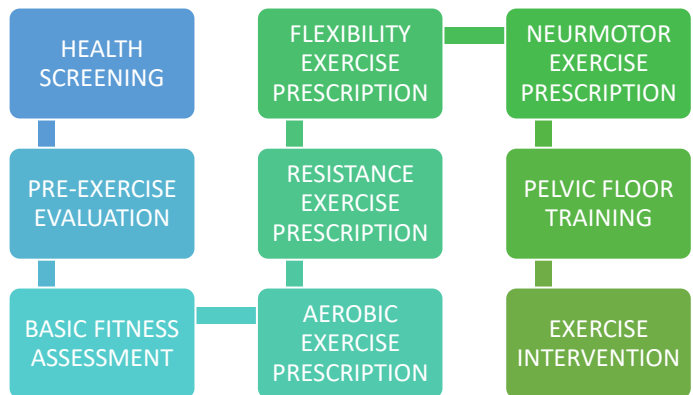 HEALTH
SCREENING
PRE-EXERCISE
EVALUATION
BASIC FITNESS
ASSESSMENT
AEROBIC
EXERCISE
PRESCRIPTION
RESISTANCE
EXERCISE
PRESCRIPTION
FLEXIBILITY
EXERCISE
PRESCRIPTION
NEURMOTOR
EXERCISE
PRESCRIPTION
PELVIC FLOOR
TRAINING
EXERCISE
INTERVENTION